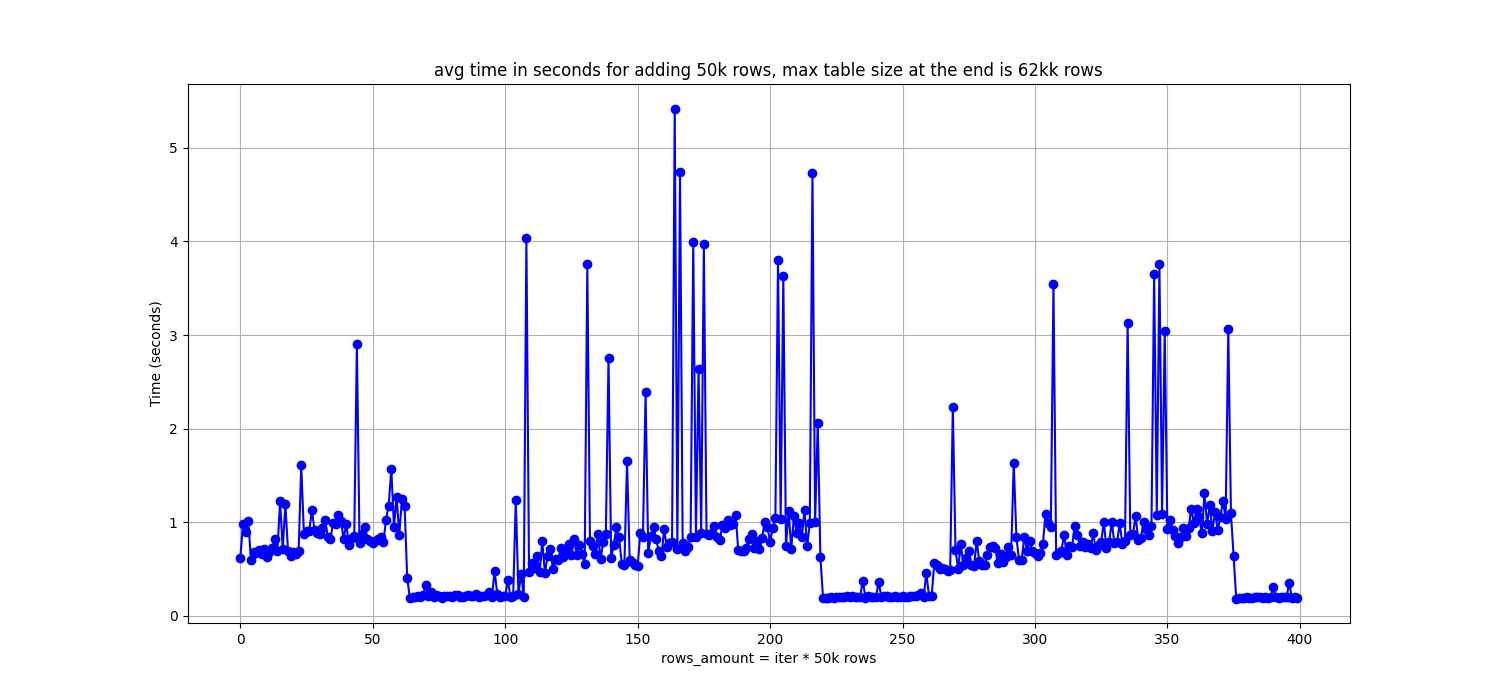 avg time in seconds for adding 50k rows, max table size at the end is 62kk rows
5
4
3
2
1
0
Time (seconds)
0 50 100 150 200 250 300 350 400
rows_amount = iter * 50k rows